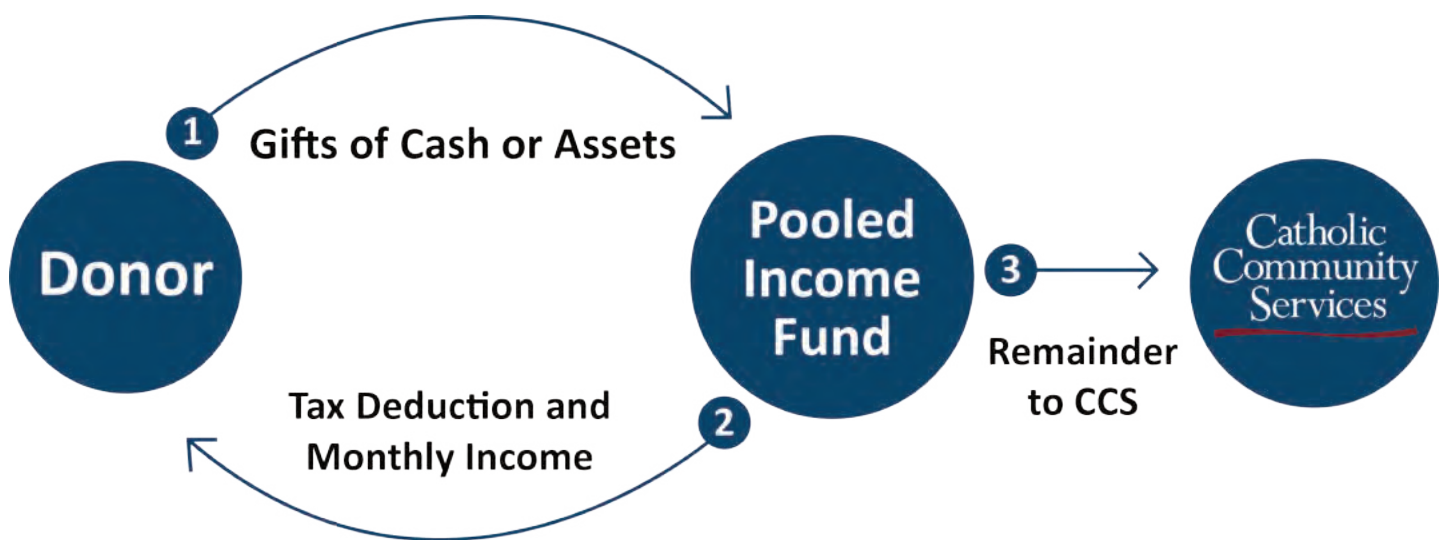 1
Gifts of Cash or Assets
Donor
Pooled
Income
Fund
3
Catholic
Community
Services
Remainder
to CCS
Tax Deduction and
Monthly Income
2